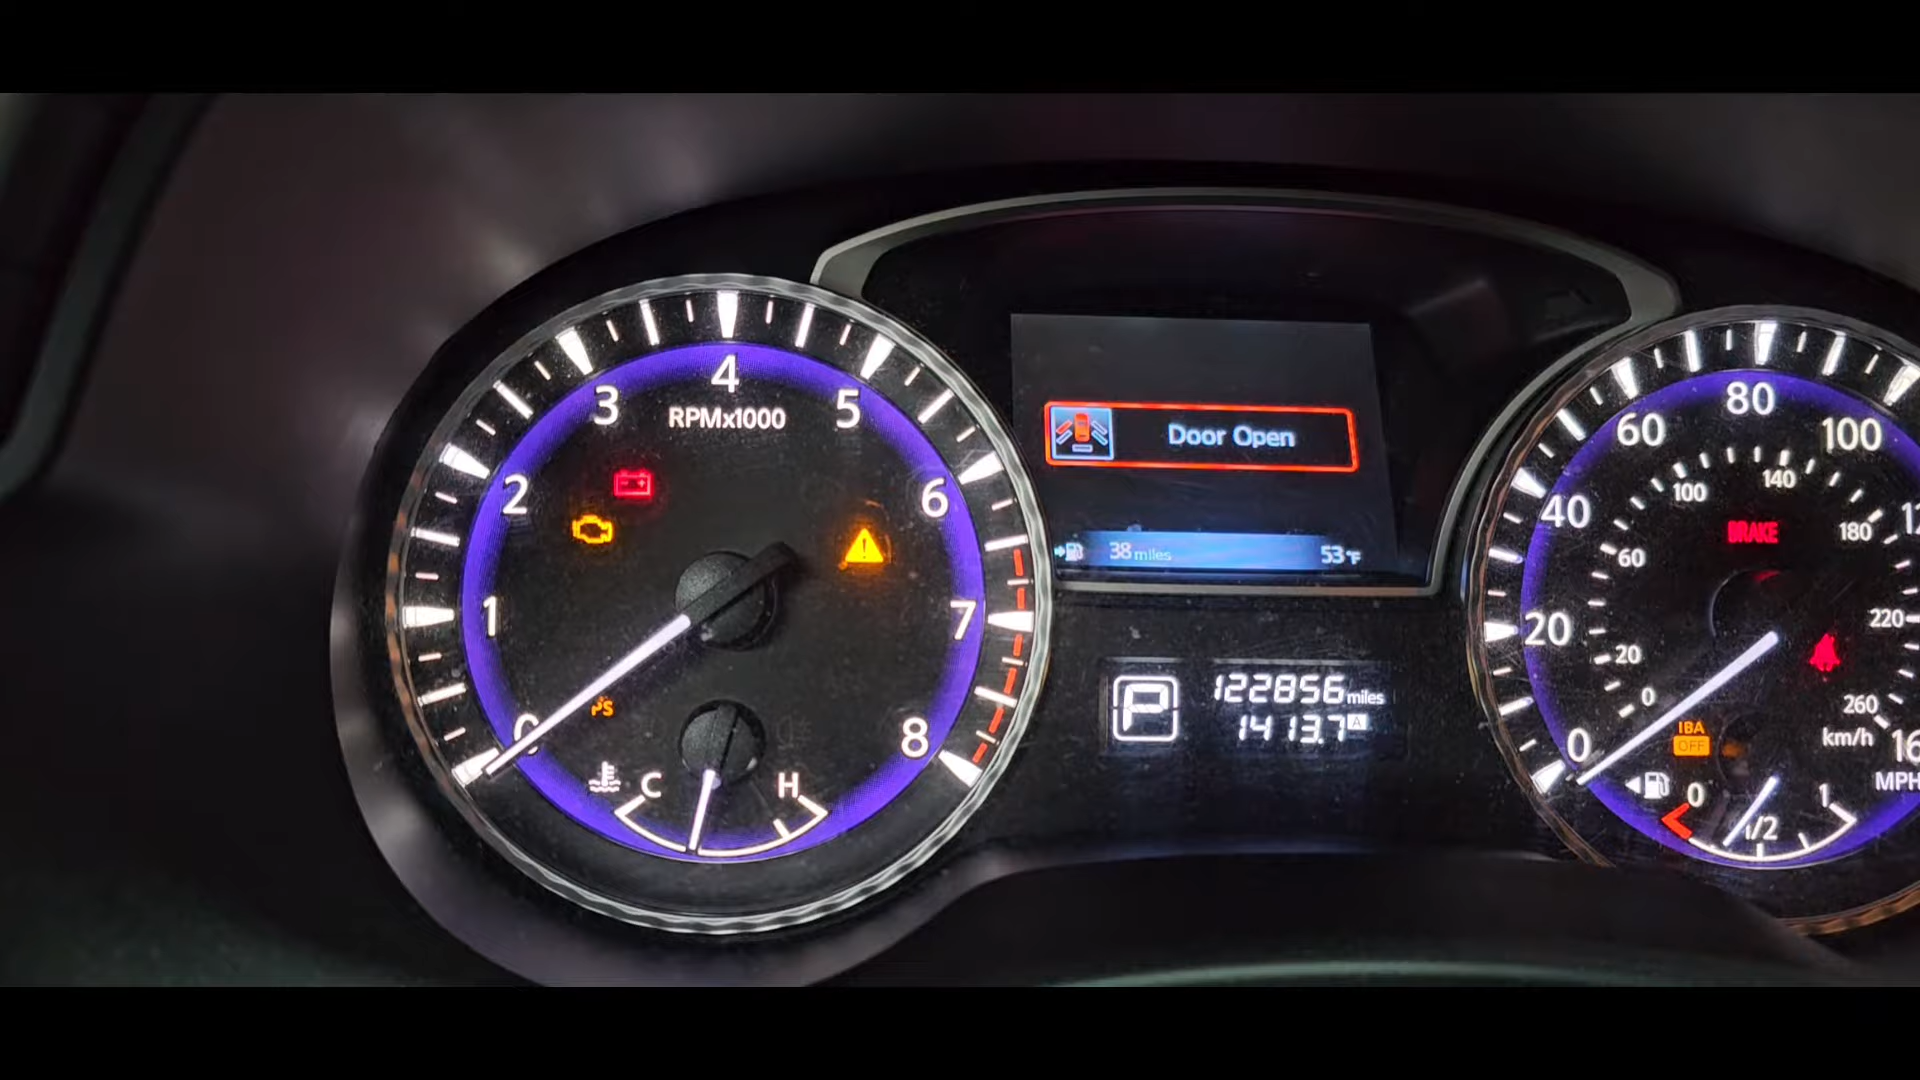 4
3
5
RPMx1000
2
6
1
7
PS
0
8
C
H
Door Open
38 miles
53°F
P
122856 miles
1413.7 A
80
60
100
140
100
40
BRAKE
180
60
220
20
20
0
260
IBA
OFF
km/h
0
MPH
0
1/2
1